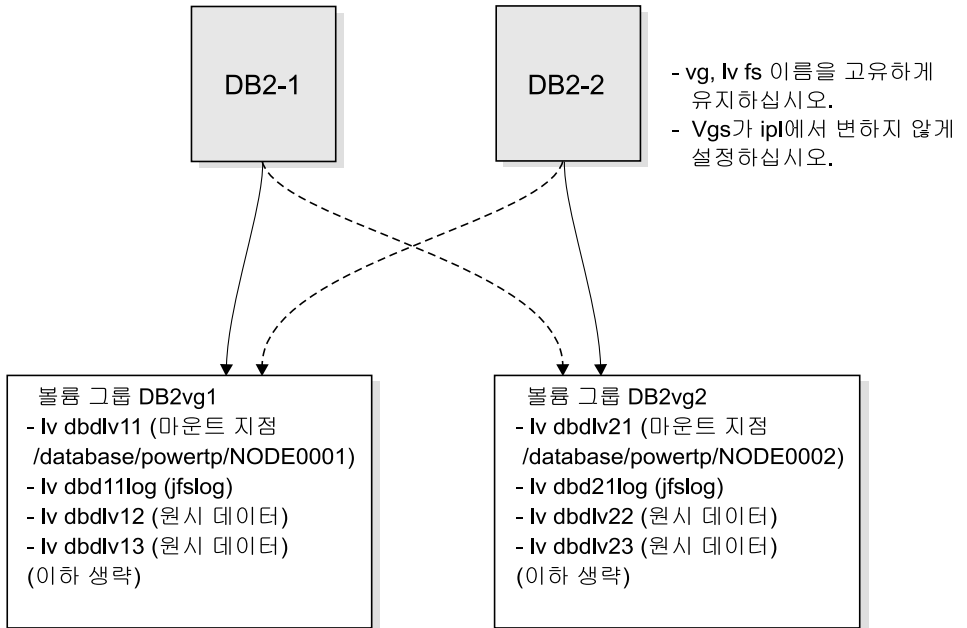 DB2-1
DB2-2
- vg, lv fs 이름을 고유하게
유지하십시오.
- Vgs가 ipl에서 변하지 않게
설정하십시오.
볼륨 그룹 DB2vg1
- lv dbdlv11 (마운트 지점
/database/powertp/NODE0001)
- lv dbd11log (jfslog)
- lv dbdlv12 (원시 데이터)
- lv dbdlv13 (원시 데이터)
(이하 생략)
볼륨 그룹 DB2vg2
- lv dbdlv21 (마운트 지점
/database/powertp/NODE0002)
- lv dbd21log (jfslog)
- lv dbdlv22 (원시 데이터)
- lv dbdlv23 (원시 데이터)
(이하 생략)